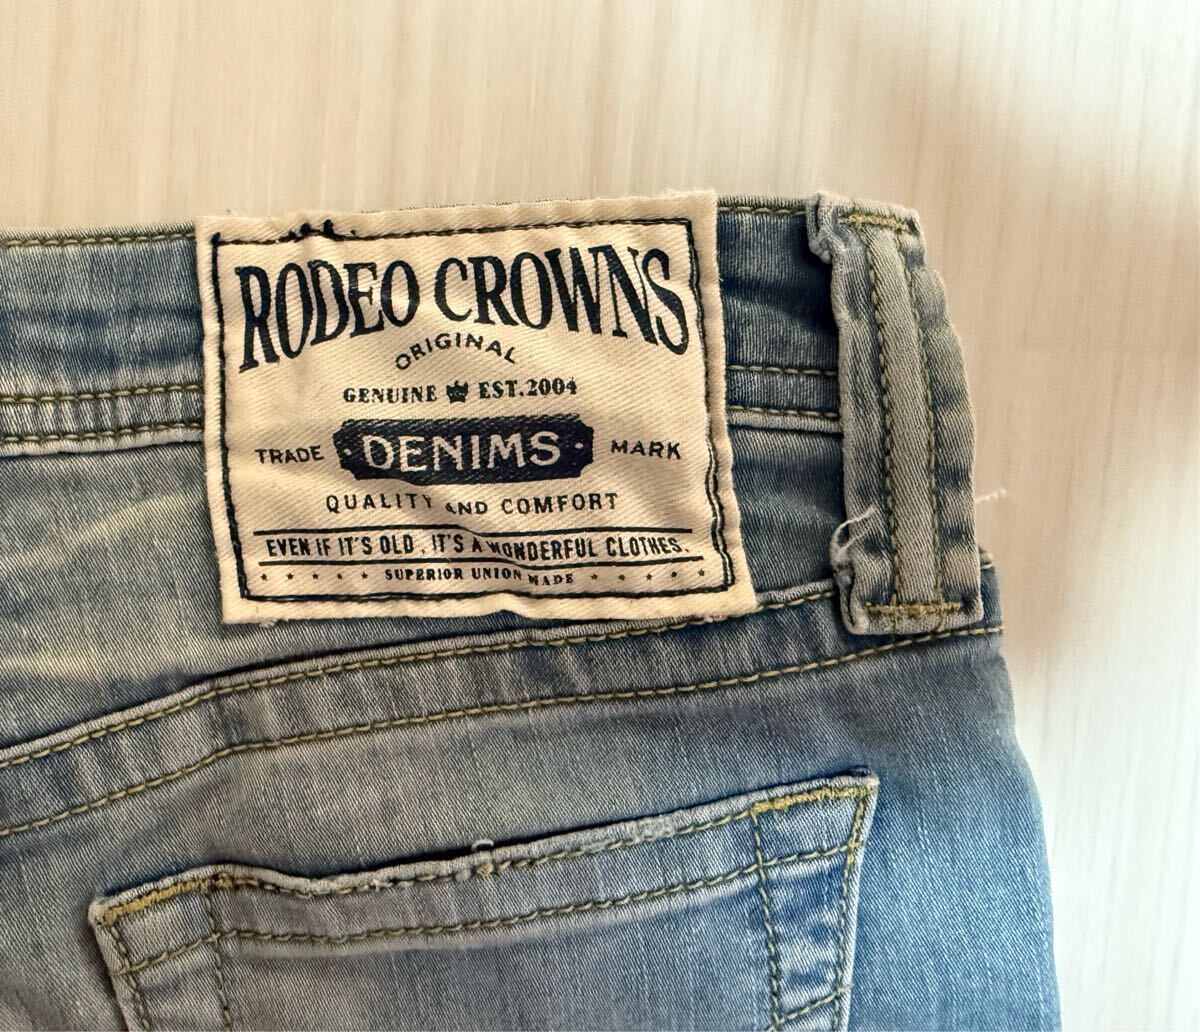 RODEO CROWNS
ORIGINAL
GENUINE EST.2004
TRADE · DENIMS · MARK
QUALITY AND COMFORT
EVEN IF IT'S OLD, IT'S A WONDERFUL CLOTHES.
★ ★ ★ ★ ★ SUPERIOR UNION MADE ★ ★ ★ ★ ★